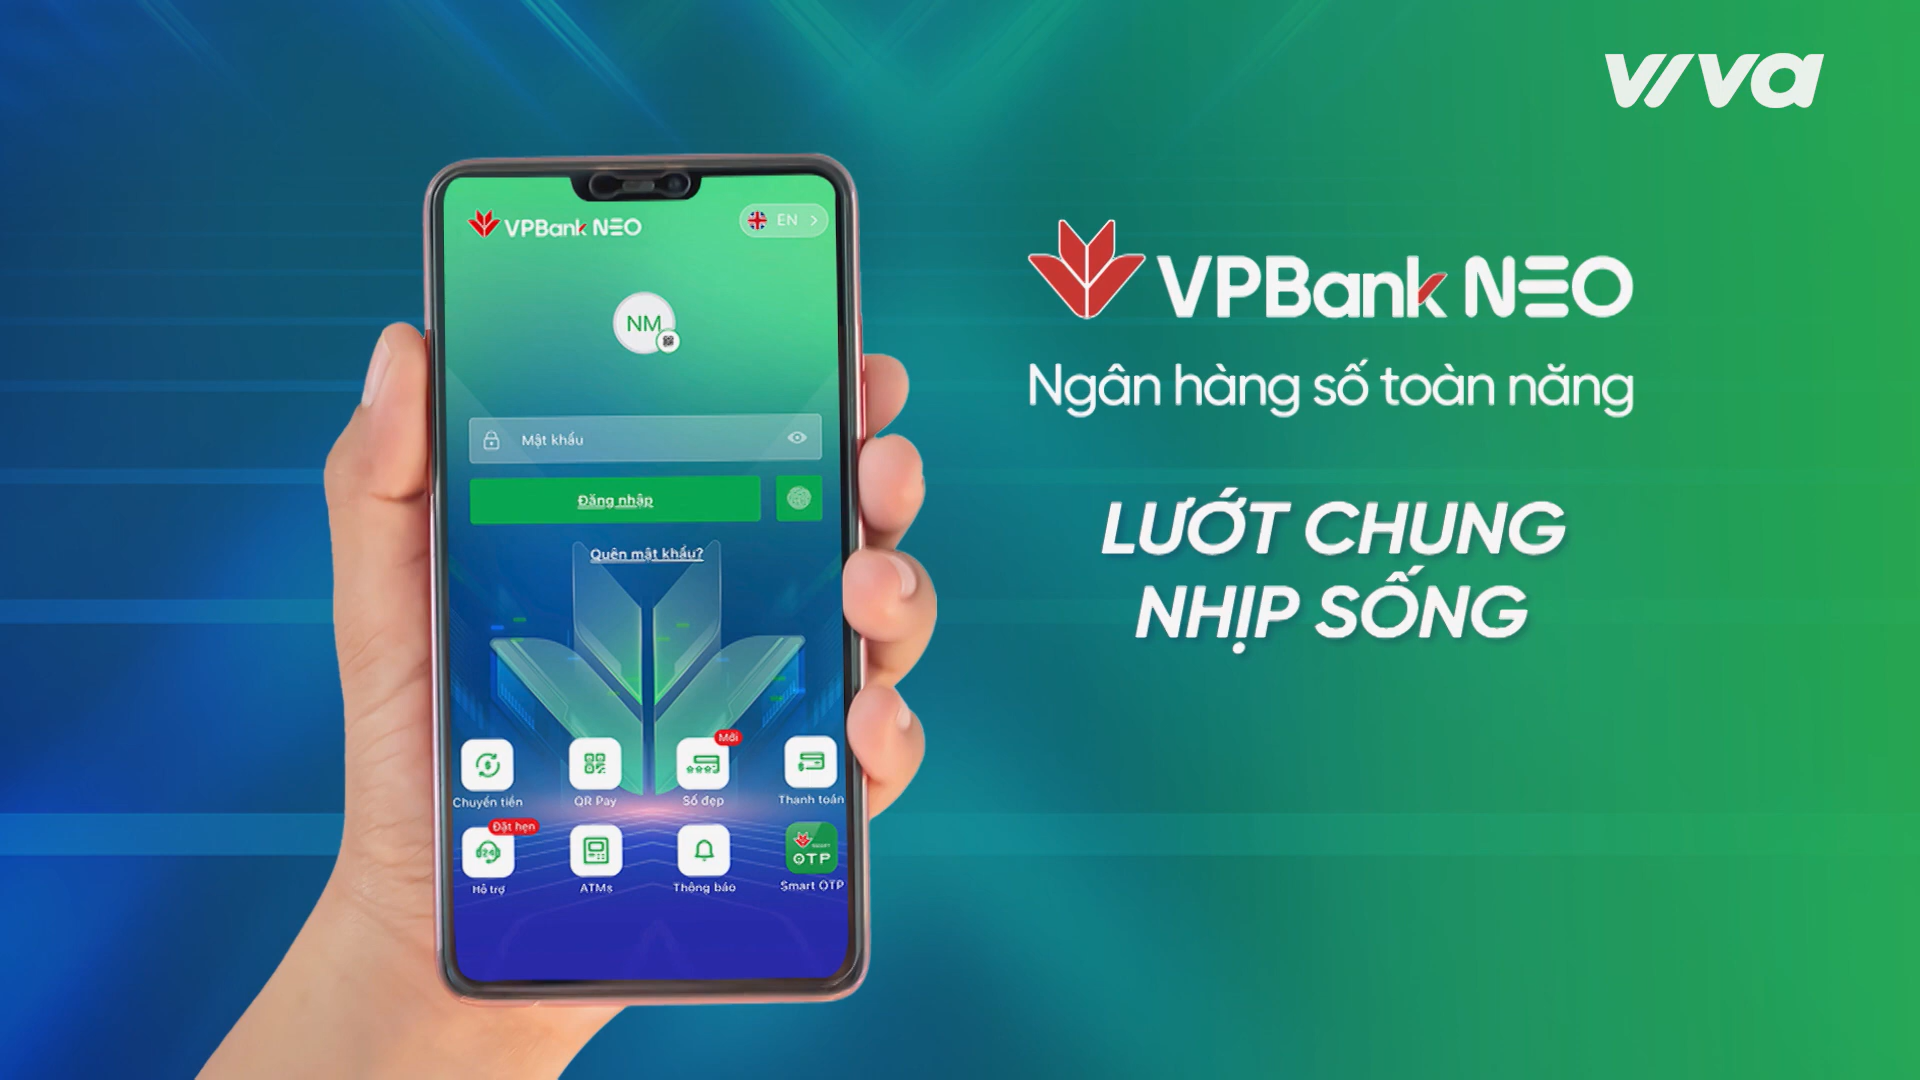 VIVA
VPBank NEO
EN
NM
Mật khẩu
Đăng nhập
Quên mật khẩu?
Mới
Chuyển tiền
QR Pay
Số đẹp
Thanh toán
Đặt hẹn
24
SMART
OTP
Hỗ trợ
ATMs
Thông báo
Smart OTP
VPBank NEO
Ngân hàng số toàn năng
LƯỚT CHUNG
NHỊP SỐNG